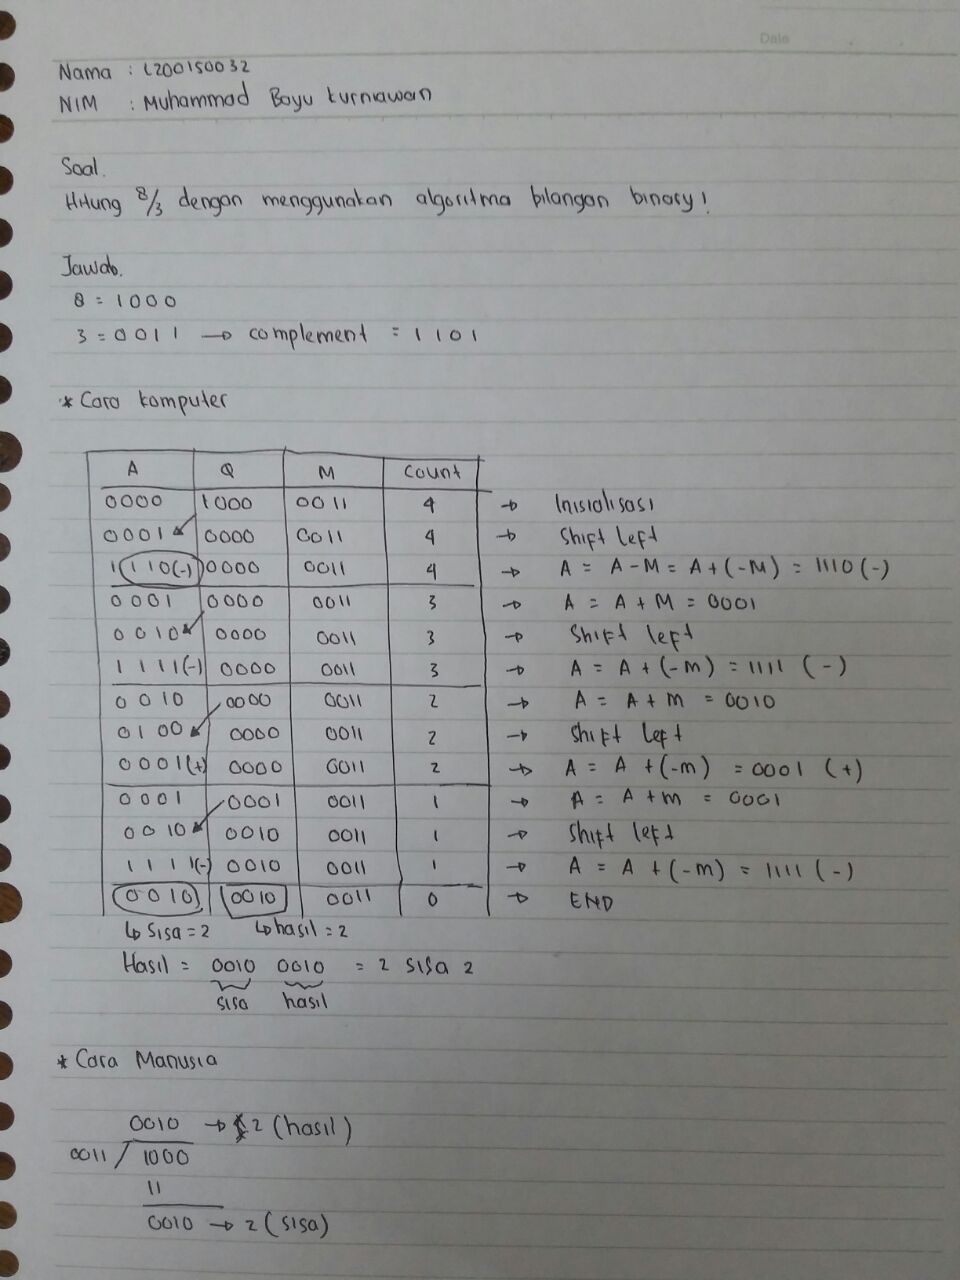 Date
Nama : L200150032
NIM : Muhammad Bayu Kurniawan
Soal.
Hitung 8/3 dengan menggunakan algoritma bilangan binary!
Jawab.
8 = 1000
3 = 0011 → complement = 1101
* Cara komputer
A Q M Count
0000 1000 0011 4 → Inisialisasi
0001 0000 0011 4 → Shift Left
1110(-) 0000 0011 4 → A = A-M = A+(-M) = 1110 (-)
0001 0000 0011 3 → A = A+M = 0001
0010 0000 0011 3 → Shift left
1111(-) 0000 0011 3 → A = A+(-m) = 1111 (-)
0010 0000 0011 2 → A = A+m = 0010
0100 0000 0011 2 → Shift Left
0001(+) 0000 0011 2 → A = A+(-m) = 0001 (+)
0001 0001 0011 1 → A = A+m = 0001
0010 0010 0011 1 → Shift left
1111(-) 0010 0011 1 → A = A+(-m) = 1111 (-)
0010 0010 0011 0 → END
↳ Sisa = 2 ↳ hasil = 2
Hasil = 0010 0010 = 2 sisa 2
sisa hasil
* Cara Manusia
0010 → 2 (hasil)
0011 / 1000
11
0010 → 2 (sisa)